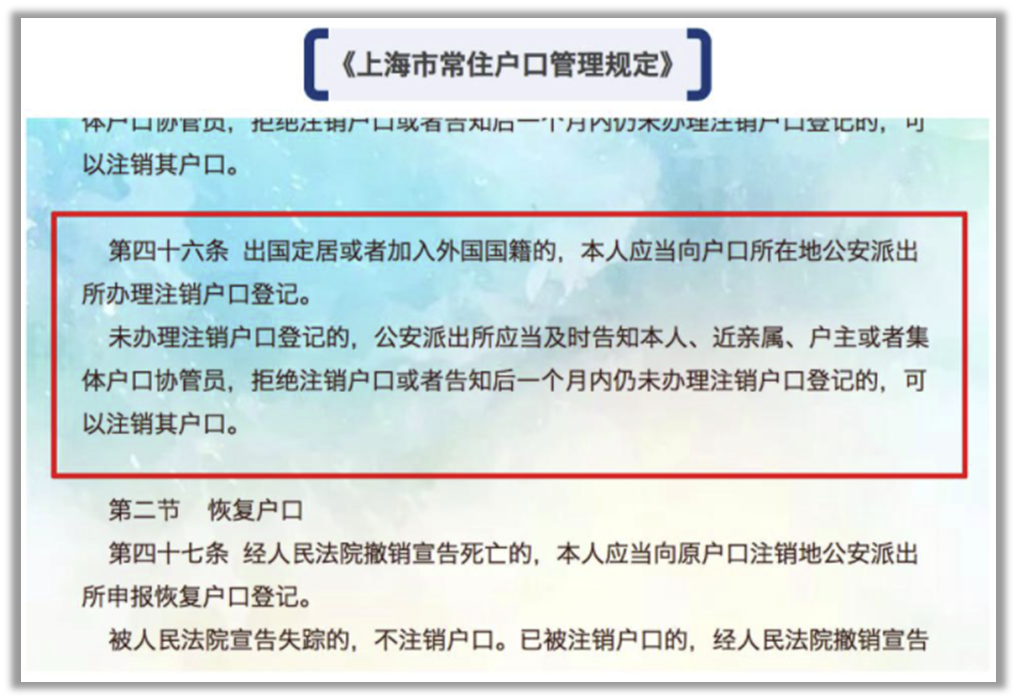 《上海市常住户口管理规定》
体户口协管员，拒绝注销户口或者告知后一个月内仍未办理注销户口登记的，可
以注销其户口。
第四十六条 出国定居或者加入外国国籍的，本人应当向户口所在地公安派出
所办理注销户口登记。
未办理注销户口登记的，公安派出所应当及时告知本人、近亲属、户主或者集
体户口协管员，拒绝注销户口或者告知后一个月内仍未办理注销户口登记的，可
以注销其户口。
第二节 恢复户口
第四十七条 经人民法院撤销宣告死亡的，本人应当向原户口注销地公安派出
所申报恢复户口登记。
被人民法院宣告失踪的，不注销户口。已被注销户口的，经人民法院撤销宣告